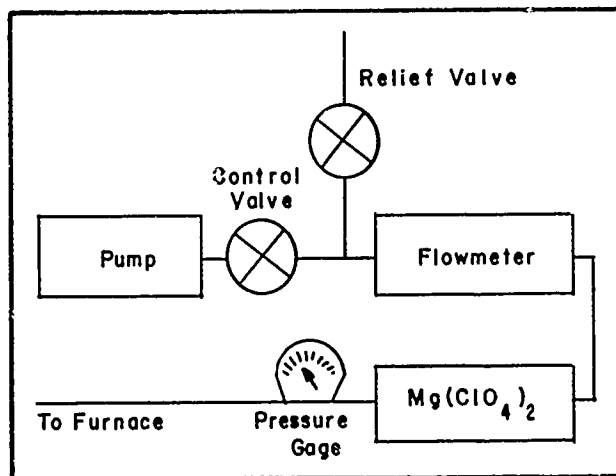 Relief Valve
Control
Valve
Pump
Flowmeter
Mg(ClO₄)₂
To Furnace
Pressure
Gage